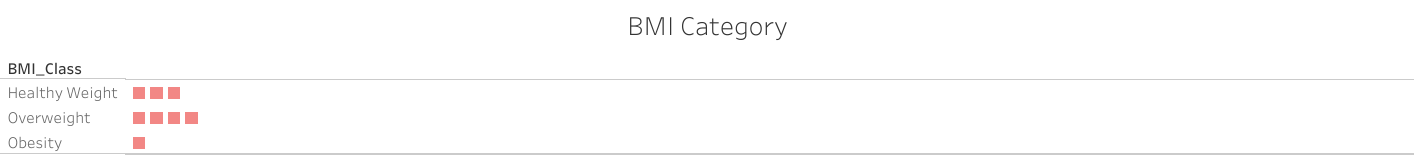 BMI Category
BMI_Class
Healthy Weight
Overweight
Obesity